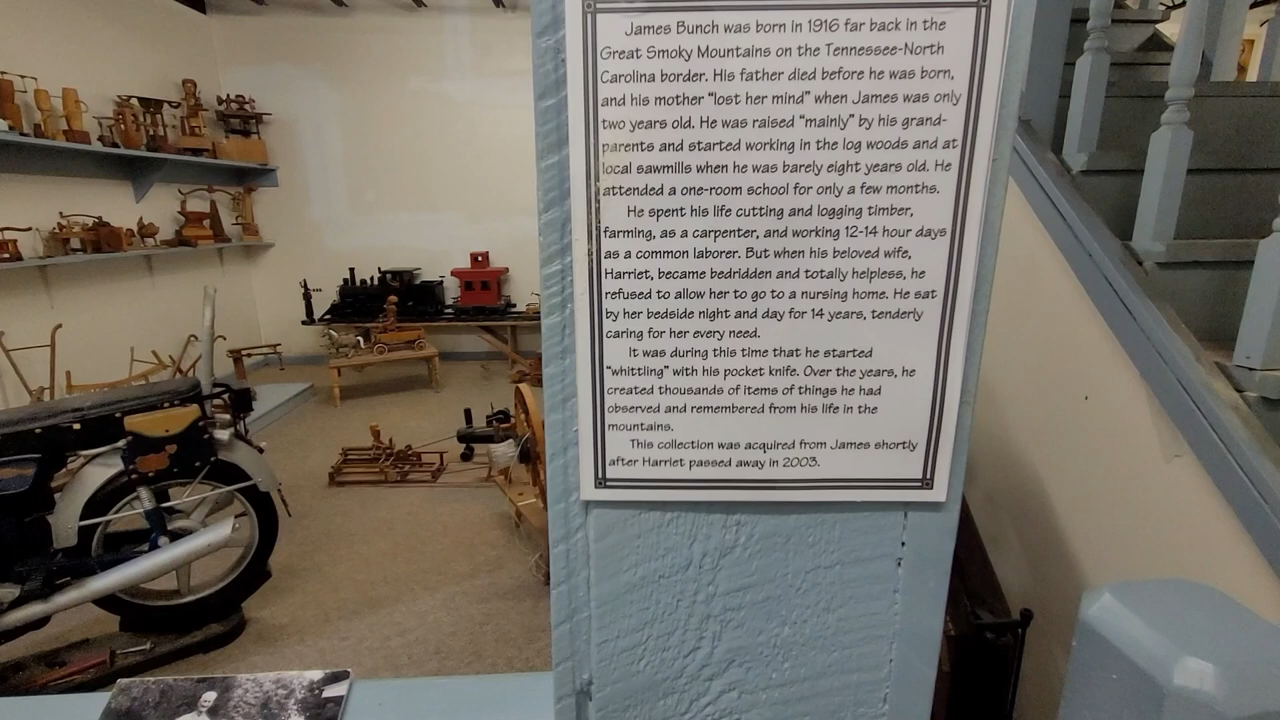 James Bunch was born in 1916 far back in the
Great Smoky Mountains on the Tennessee-North
Carolina border. His father died before he was born,
and his mother "lost her mind" when James was only
two years old. He was raised "mainly" by his grand-
parents and started working in the log woods and at
local sawmills when he was barely eight years old. He
attended a one-room school for only a few months.
He spent his life cutting and logging timber,
farming, as a carpenter, and working 12-14 hour days
as a common laborer. But when his beloved wife,
Harriet, became bedridden and totally helpless, he
refused to allow her to go to a nursing home. He sat
by her bedside night and day for 14 years, tenderly
caring for her every need.
It was during this time that he started
"whittling" with his pocket knife. Over the years, he
created thousands of items of things he had
observed and remembered from his life in the
mountains.
This collection was acquired from James shortly
after Harriet passed away in 2003.